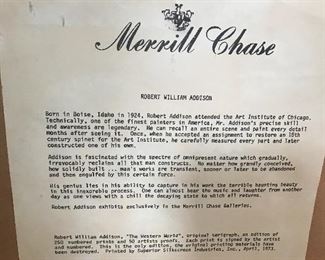 Merrill Chase
ROBERT WILLIAM ADDISON
Born in Boise, Idaho in 1924, Robert Addison attended the Art Institute of Chicago.
Technically, one of the finest painters in America, Mr. Addison's precise skill
and awareness are legendary. He can recall an entire scene and paint every detail
months after seeing it. Once, when he accepted an assignment to restore an 18th
century cabinet for the Art Institute, he carefully measured every part and later
constructed one of his own.
Addison is fascinated with the spectre of omnipresent nature which gradually,
irrevocably reclaims all that man constructs. No matter how grandly conceived,
how solidly built ... man's works are transient, sooner or later to be abandoned
and then engulfed by this certain force.
His genius lies in his ability to capture in his work the terrible haunting beauty
in this inexorable process. One can almost hear the music and laughter from another
day as one views with a chill the decaying state to which all returns.
Robert Addison exhibits exclusively in the Merrill Chase Galleries.
Robert William Addison, "The Western World", original serigraph, an edition of
250 numbered prints and 50 artists proofs. Each print is signed by the artist
and numbered. This is the only edition, the original printing materials have
been destroyed. Printed by Superior Silkscreen Industries, Inc., April, 1973.